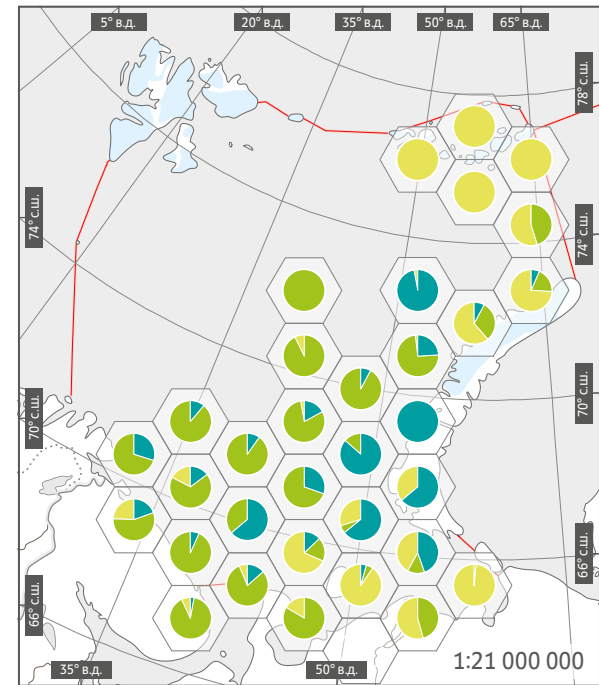 5° в.д. 20° в.д. 35° в.д. 50° в.д. 65° в.д.
78° с.ш.
74° с.ш.
74° с.ш.
70° с.ш.
70° с.ш.
66° с.ш.
66° с.ш.
1:21 000 000
35° в.д. 50° в.д.